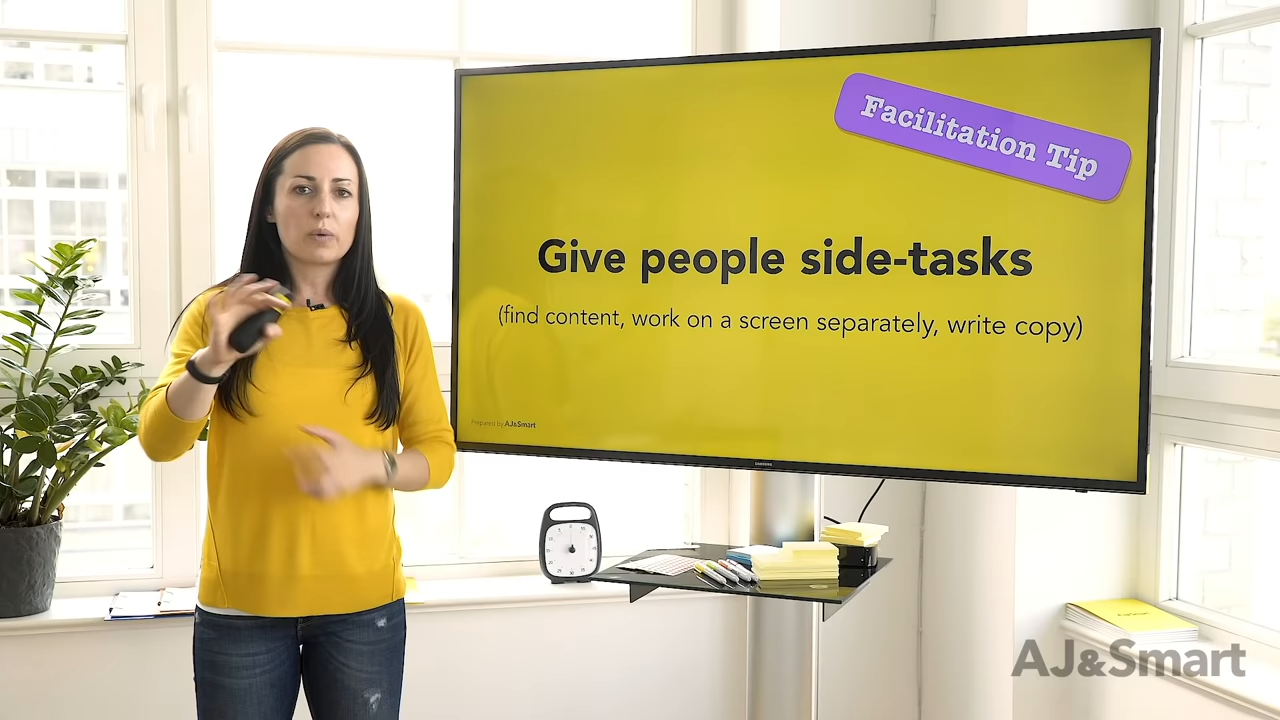 Facilitation Tip
Give people side-tasks
(find content, work on a screen separately, write copy)
Prepared by AJ&Smart
SAMSUNG
AJ&Smart